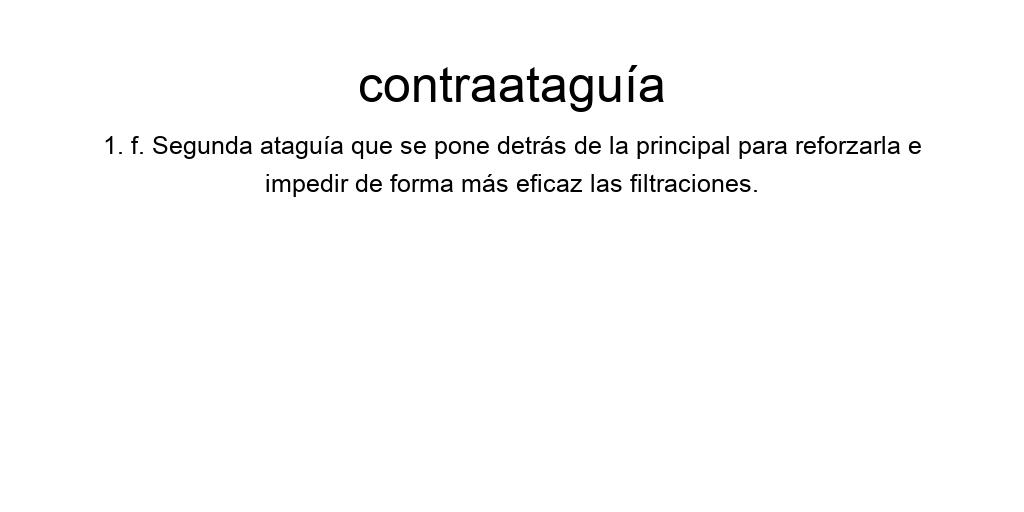 contraataguía
1. f. Segunda ataguía que se pone detrás de la principal para reforzarla e
impedir de forma más eficaz las filtraciones.